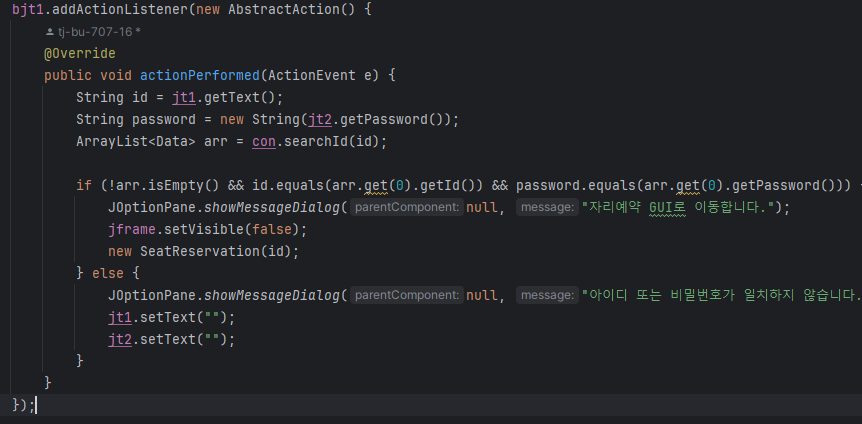 bjt1.addActionListener(new AbstractAction() {
tj-bu-707-16 *
@Override
public void actionPerformed(ActionEvent e) {
String id = jt1.getText();
String password = new String(jt2.getPassword());
ArrayList<Data> arr = con.searchId(id);
if (!arr.isEmpty() && id.equals(arr.get(0).getId()) && password.equals(arr.get(0).getPassword())) {
JOptionPane.showMessageDialog( parentComponent: null, message: "자리예약 GUI로 이동합니다.");
jframe.setVisible(false);
new SeatReservation(id);
} else {
JOptionPane.showMessageDialog( parentComponent: null, message: "아이디 또는 비밀번호가 일치하지 않습니다.
jt1.setText("");
jt2.setText("");
}
}
});